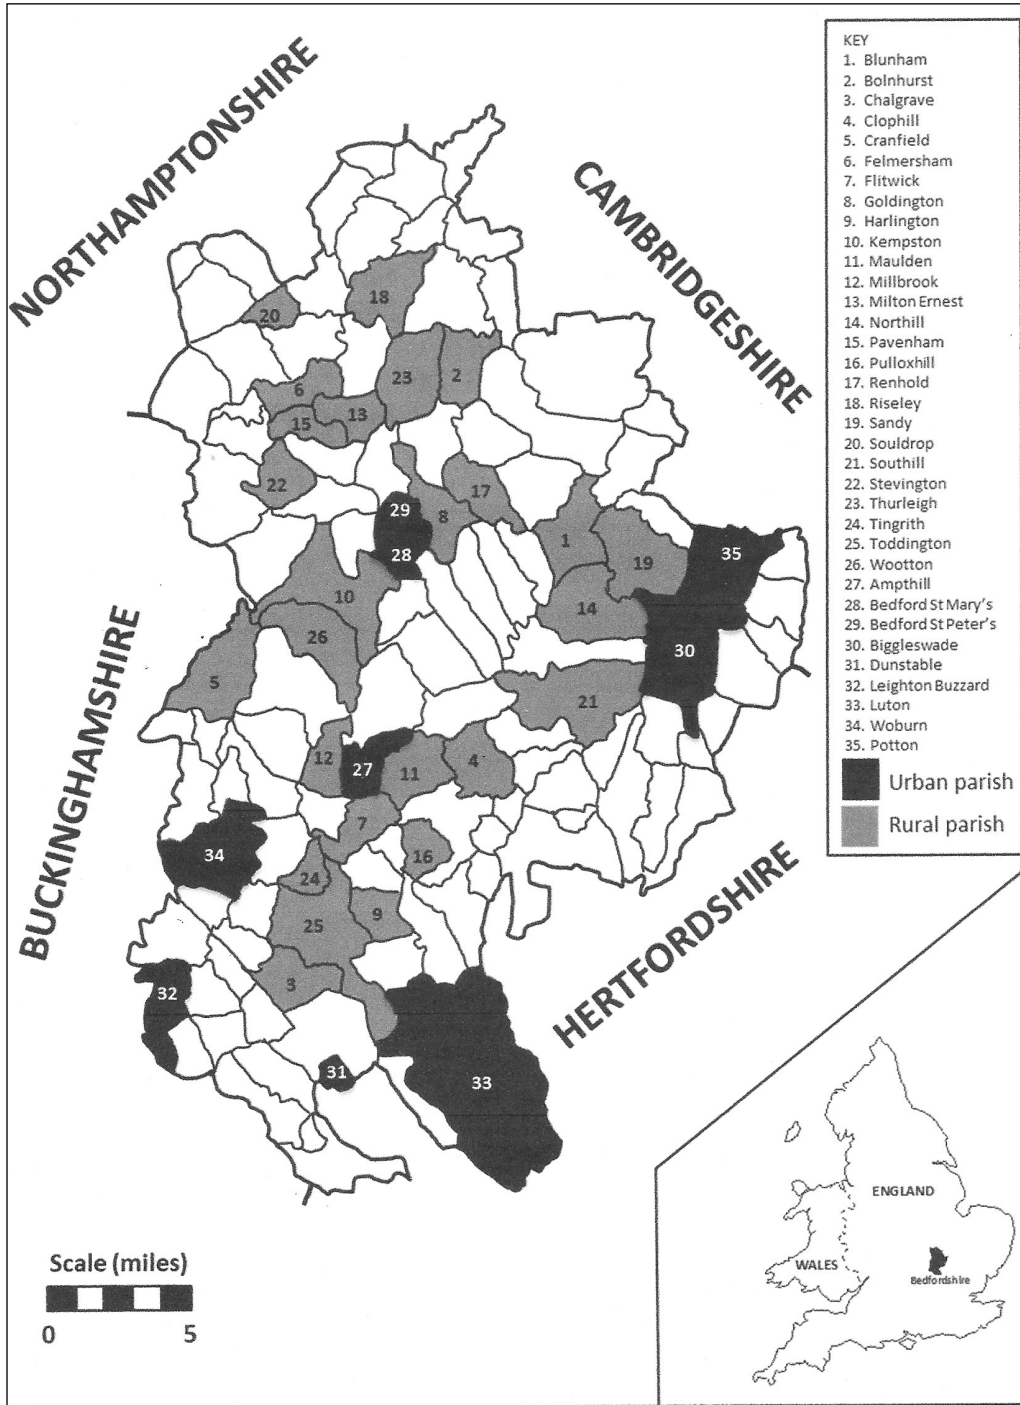 NORTHAMPTONSHIRE
CAMBRIDGESHIRE
BUCKINGHAMSHIRE
HERTFORDSHIRE
KEY
1. Blunham
2. Bolnhurst
3. Chalgrave
4. Clophill
5. Cranfield
6. Felmersham
7. Flitwick
8. Goldington
9. Harlington
10. Kempston
11. Maulden
12. Millbrook
13. Milton Ernest
14. Northill
15. Pavenham
16. Pulloxhill
17. Renhold
18. Riseley
19. Sandy
20. Souldrop
21. Southill
22. Stevington
23. Thurleigh
24. Tingrith
25. Toddington
26. Wootton
27. Ampthill
28. Bedford St Mary's
29. Bedford St Peter's
30. Biggleswade
31. Dunstable
32. Leighton Buzzard
33. Luton
34. Woburn
35. Potton
Urban parish
Rural parish
18
20
23
2
6
13
15
22
17
29
8
28
1
19
35
10
14
26
30
5
21
12
27
11
4
7
34
16
24
25
9
3
32
31
33
Scale (miles)
0 5
ENGLAND
WALES
Bedfordshire